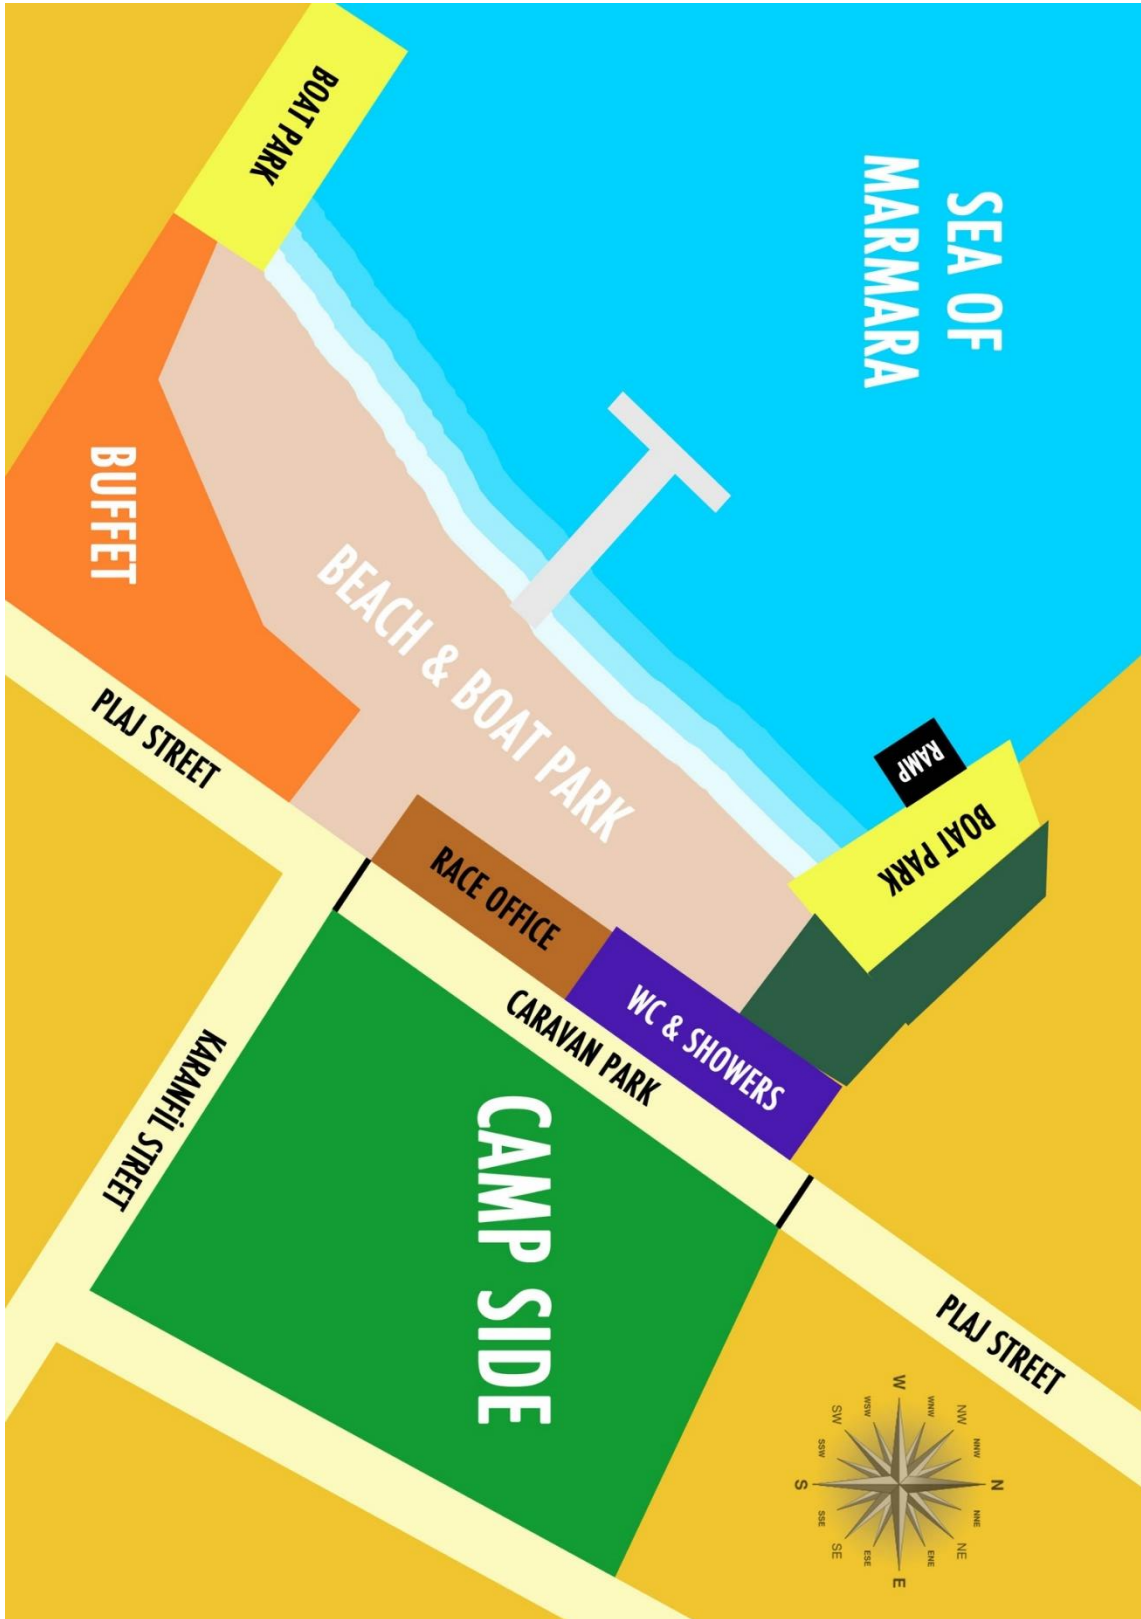 SEA OF
MARMARA
BOAT PARK
RAMP
BOAT PARK
BUFFET
BEACH & BOAT PARK
RACE OFFICE
WC & SHOWERS
PLAJ STREET
CARAVAN PARK
PLAJ STREET
KARANFİL STREET
CAMP SIDE
N
NNE
NE
ENE
E
ESE
SE
SSE
S
SSW
SW
WSW
W
WNW
NW
NNW